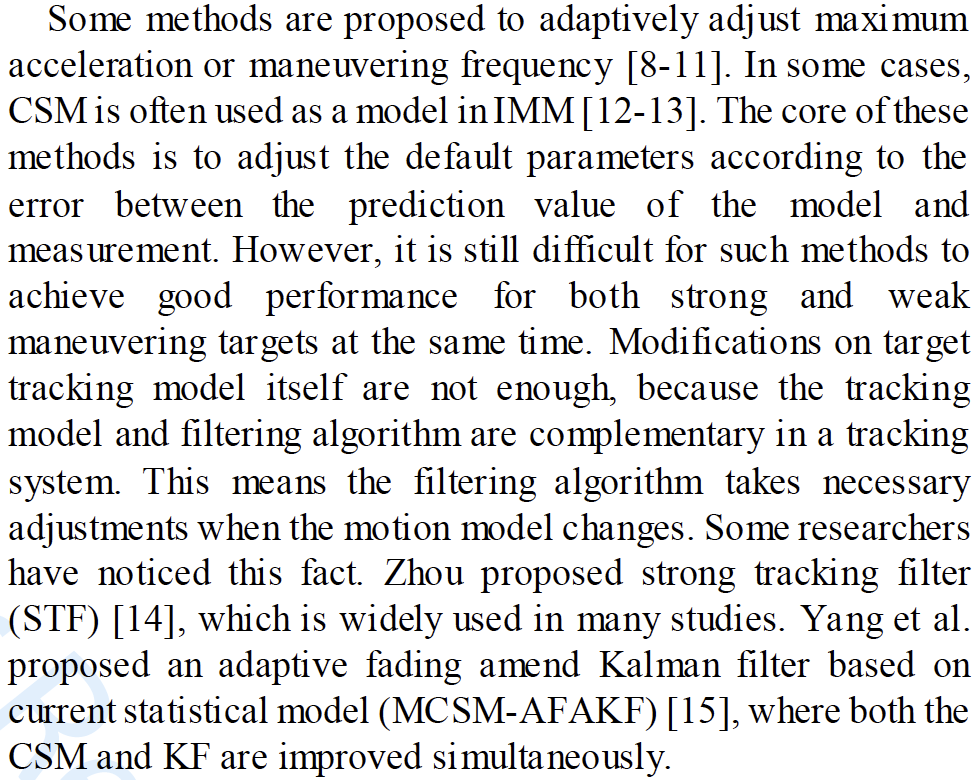 Some methods are proposed to adaptively adjust maximum
acceleration or maneuvering frequency [8-11]. In some cases,
CSM is often used as a model in IMM [12-13]. The core of these
methods is to adjust the default parameters according to the
error between the prediction value of the model and
measurement. However, it is still difficult for such methods to
achieve good performance for both strong and weak
maneuvering targets at the same time. Modifications on target
tracking model itself are not enough, because the tracking
model and filtering algorithm are complementary in a tracking
system. This means the filtering algorithm takes necessary
adjustments when the motion model changes. Some researchers
have noticed this fact. Zhou proposed strong tracking filter
(STF) [14], which is widely used in many studies. Yang et al.
proposed an adaptive fading amend Kalman filter based on
current statistical model (MCSM-AFAKF) [15], where both the
CSM and KF are improved simultaneously.